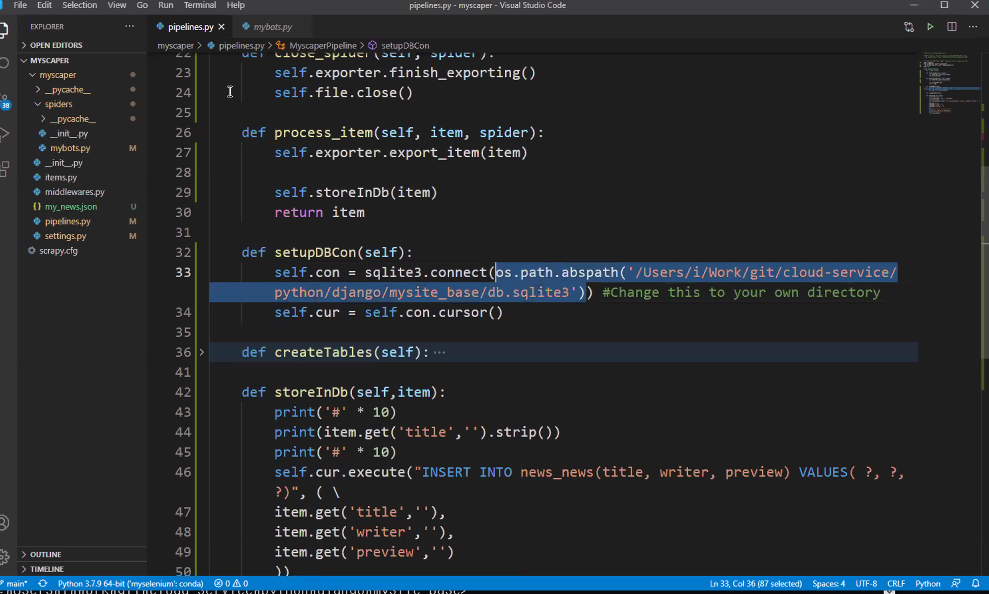 File Edit Selection View Go Run Terminal Help pipelines.py - myscaper - Visual Studio Code
EXPLORER
pipelines.py mybots.py
OPEN EDITORS
myscaper > pipelines.py > MyscaperPipeline > setupDBCon
MYSCAPER
myscaper
__pycache__
spiders
__pycache__
__init__.py
mybots.py M
__init__.py
items.py
middlewares.py
my_news.json U
pipelines.py M
settings.py M
scrapy.cfg
38
OUTLINE
TIMELINE
22 def close_spider(self, spider):
23 self.exporter.finish_exporting()
24 self.file.close()
25
26 def process_item(self, item, spider):
27 self.exporter.export_item(item)
28
29 self.storeInDb(item)
30 return item
31
32 def setupDBCon(self):
33 self.con = sqlite3.connect(os.path.abspath('/Users/i/Work/git/cloud-service/
python/django/mysite_base/db.sqlite3')) #Change this to your own directory
34 self.cur = self.con.cursor()
35
36 def createTables(self): ···
41
42 def storeInDb(self,item):
43 print('#' * 10)
44 print(item.get('title','').strip())
45 print('#' * 10)
46 self.cur.execute("INSERT INTO news_news(title, writer, preview) VALUES( ?, ?,
?)", ( \
47 item.get('title',''),
48 item.get('writer',''),
49 item.get('preview','')
50 ))
main* Python 3.7.9 64-bit ('myselenium': conda) 0 0 Ln 33, Col 36 (87 selected) Spaces: 4 UTF-8 CRLF Python